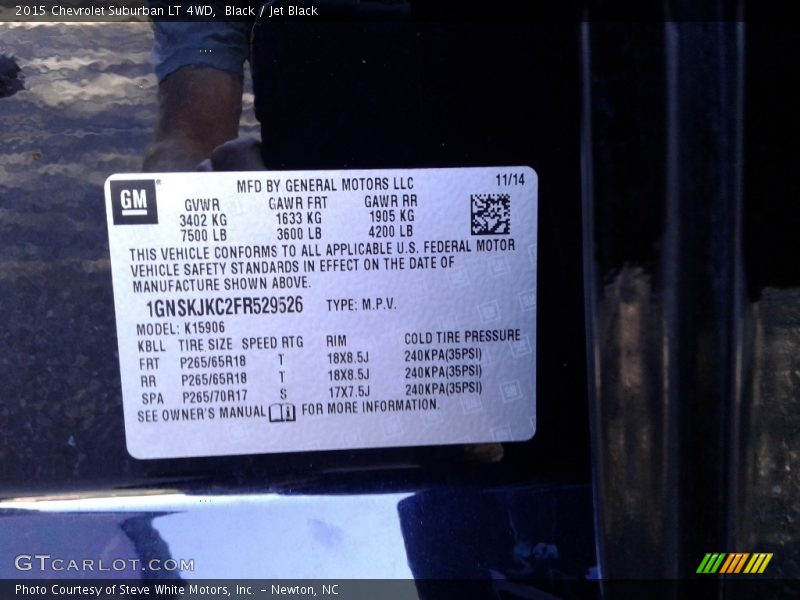 2015 Chevrolet Suburban LT 4WD, Black / Jet Black
GM
MFD BY GENERAL MOTORS LLC 11/14
GVWR GAWR FRT GAWR RR
3402 KG 1633 KG 1905 KG
7500 LB 3600 LB 4200 LB
THIS VEHICLE CONFORMS TO ALL APPLICABLE U.S. FEDERAL MOTOR
VEHICLE SAFETY STANDARDS IN EFFECT ON THE DATE OF
MANUFACTURE SHOWN ABOVE.
1GNSKJKC2FR529526 TYPE: M.P.V.
MODEL: K15906
KBLL TIRE SIZE SPEED RTG RIM COLD TIRE PRESSURE
FRT P265/65R18 T 18X8.5J 240KPA(35PSI)
RR P265/65R18 T 18X8.5J 240KPA(35PSI)
SPA P265/70R17 S 17X7.5J 240KPA(35PSI)
SEE OWNER'S MANUAL FOR MORE INFORMATION.
GTCARLOT.COM
Photo Courtesy of Steve White Motors, Inc. – Newton, NC